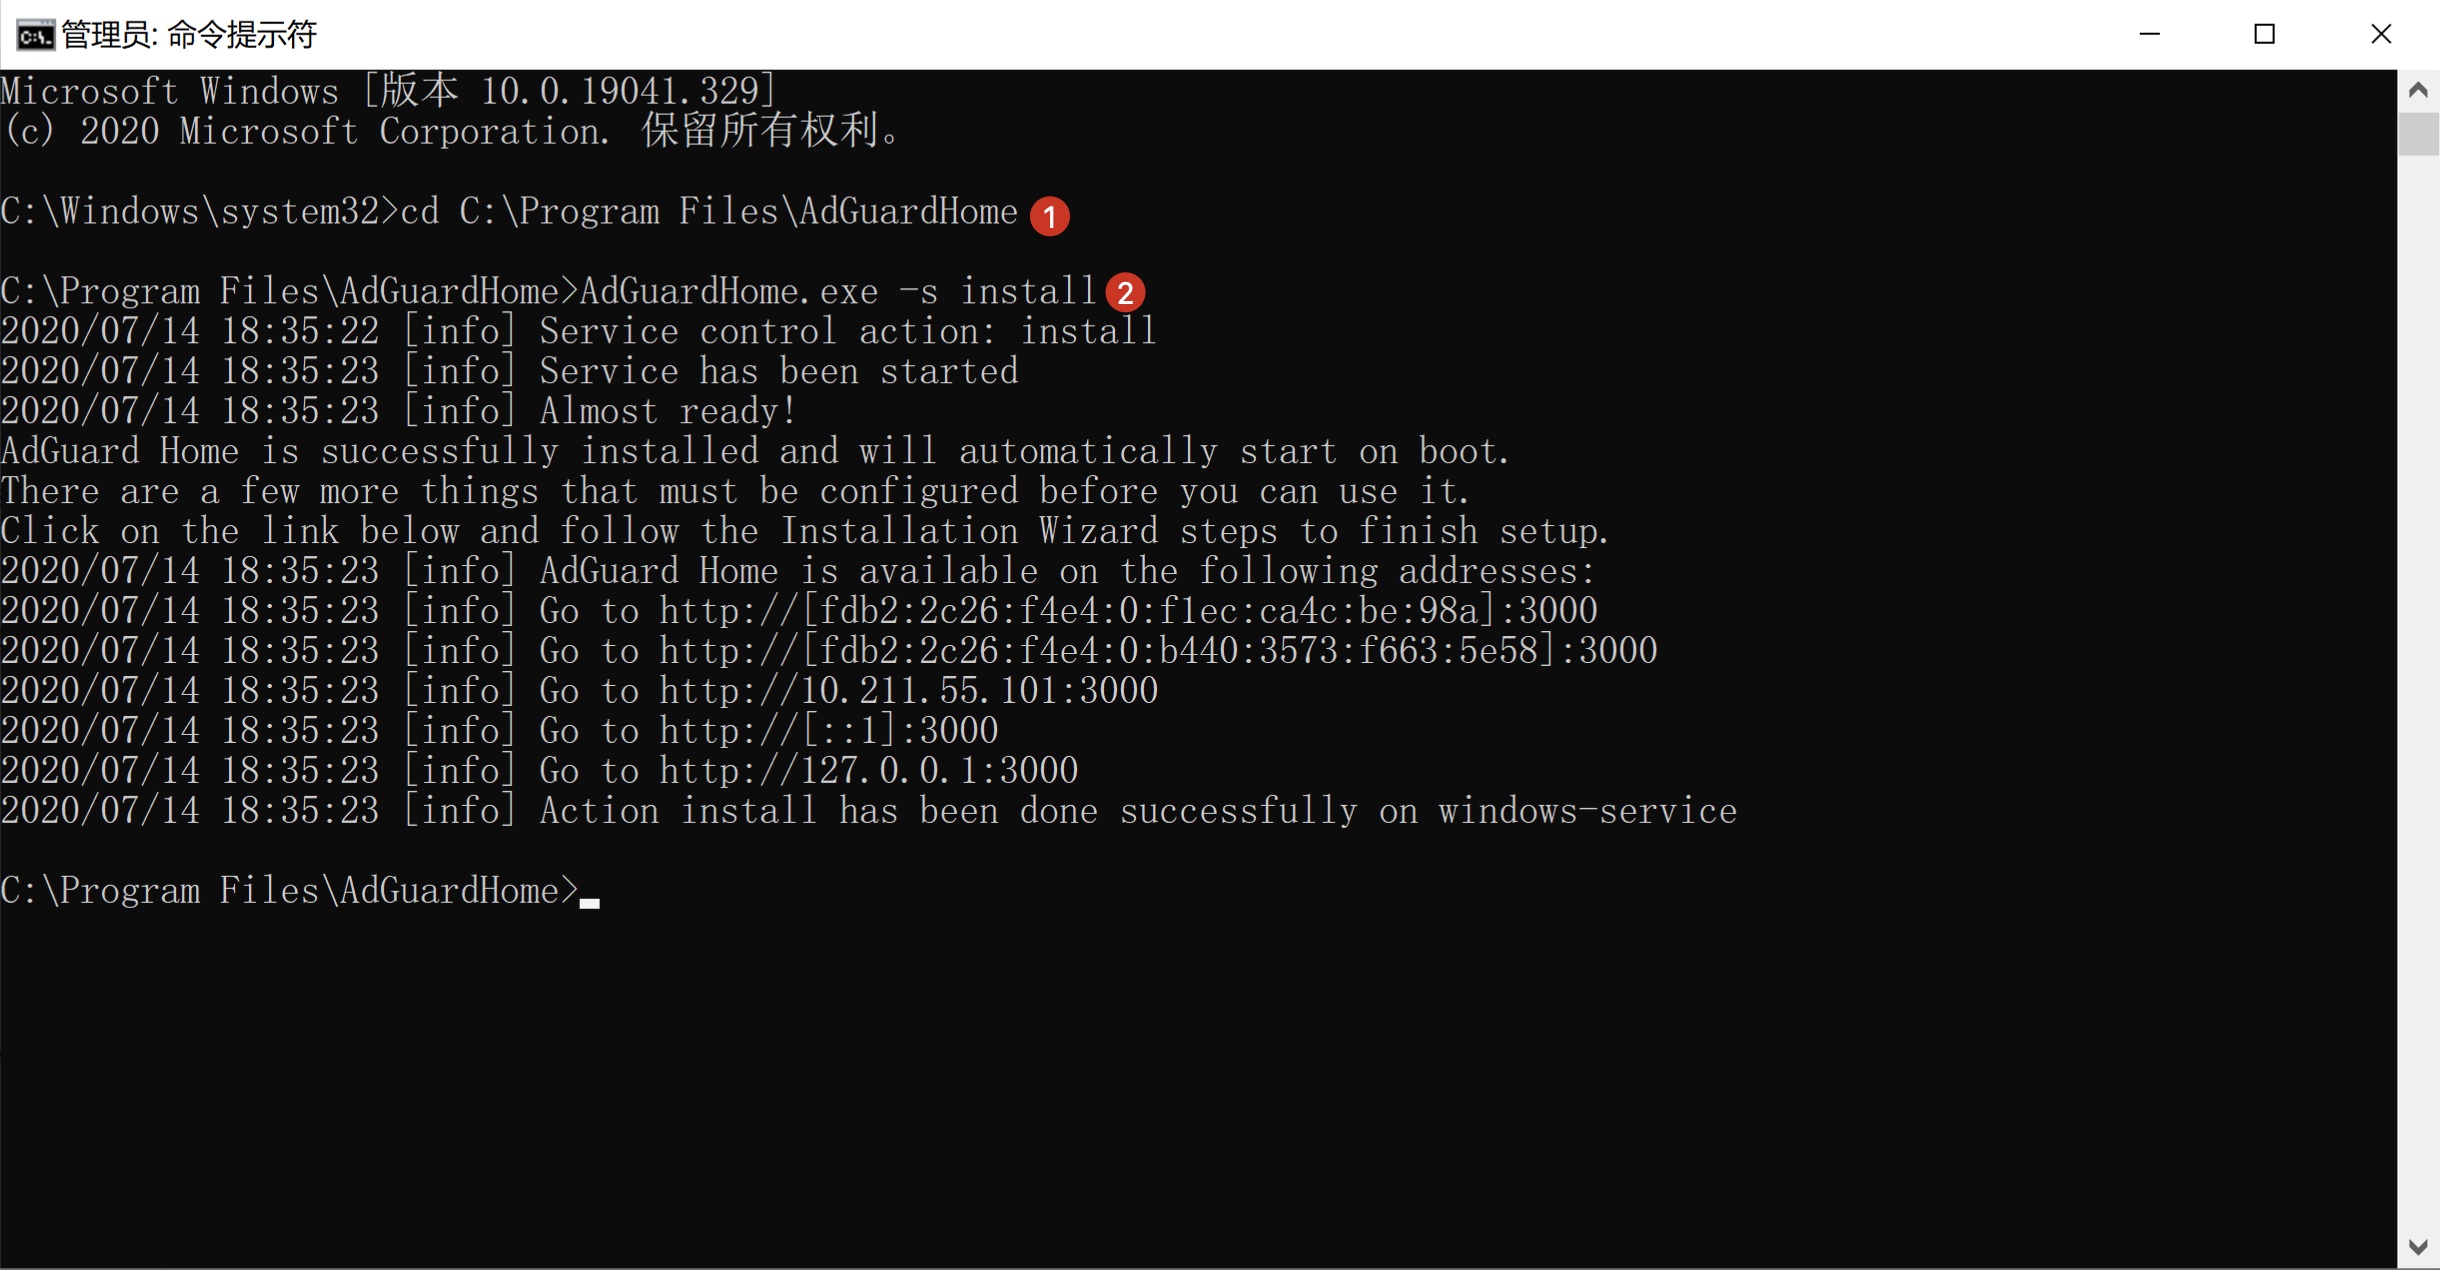 管理员: 命令提示符
Microsoft Windows [版本 10.0.19041.329]
(c) 2020 Microsoft Corporation. 保留所有权利。
C:\Windows\system32>cd C:\Program Files\AdGuardHome 1
C:\Program Files\AdGuardHome>AdGuardHome.exe -s install 2
2020/07/14 18:35:22 [info] Service control action: install
2020/07/14 18:35:23 [info] Service has been started
2020/07/14 18:35:23 [info] Almost ready!
AdGuard Home is successfully installed and will automatically start on boot.
There are a few more things that must be configured before you can use it.
Click on the link below and follow the Installation Wizard steps to finish setup.
2020/07/14 18:35:23 [info] AdGuard Home is available on the following addresses:
2020/07/14 18:35:23 [info] Go to http://[fdb2:2c26:f4e4:0:f1ec:ca4c:be:98a]:3000
2020/07/14 18:35:23 [info] Go to http://[fdb2:2c26:f4e4:0:b440:3573:f663:5e58]:3000
2020/07/14 18:35:23 [info] Go to http://10.211.55.101:3000
2020/07/14 18:35:23 [info] Go to http://[::1]:3000
2020/07/14 18:35:23 [info] Go to http://127.0.0.1:3000
2020/07/14 18:35:23 [info] Action install has been done successfully on windows-service
C:\Program Files\AdGuardHome>